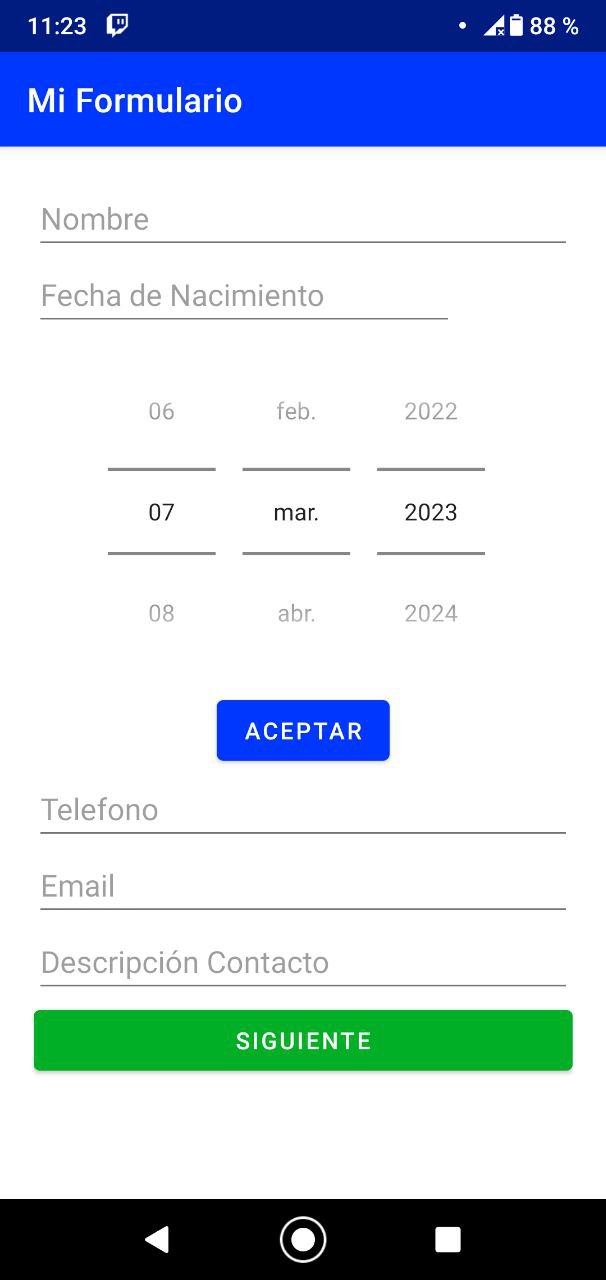 11:23 88 %
Mi Formulario
Nombre
Fecha de Nacimiento
06 feb. 2022
07 mar. 2023
08 abr. 2024
ACEPTAR
Telefono
Email
Descripción Contacto
SIGUIENTE